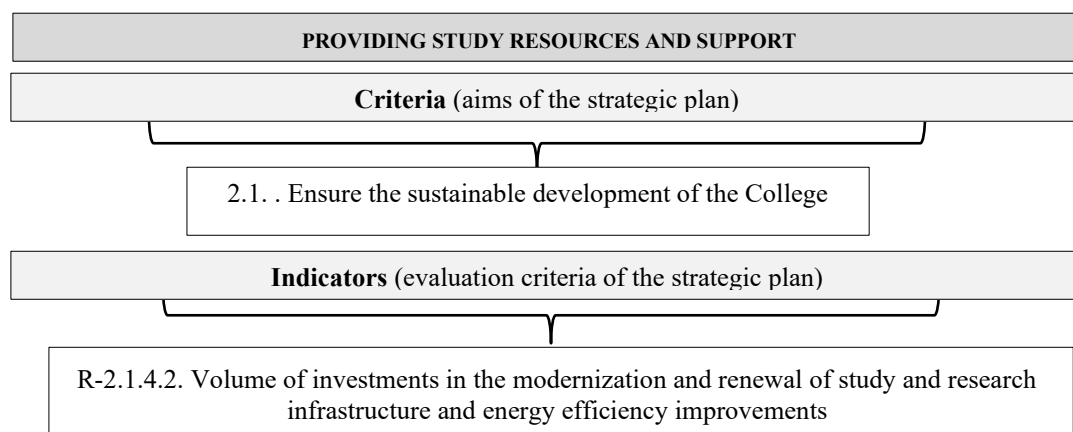 PROVIDING STUDY RESOURCES AND SUPPORT
Criteria (aims of the strategic plan)
2.1. . Ensure the sustainable development of the College
Indicators (evaluation criteria of the strategic plan)
R-2.1.4.2. Volume of investments in the modernization and renewal of study and research
infrastructure and energy efficiency improvements